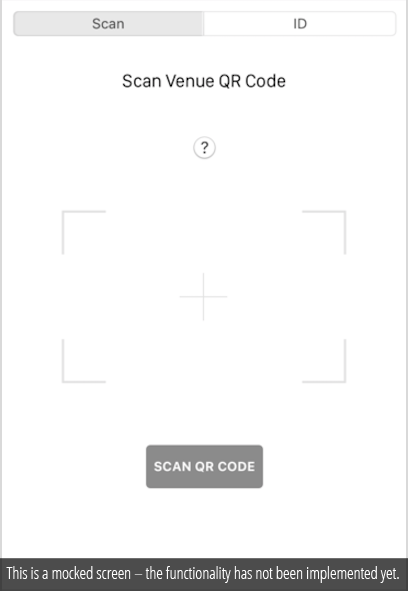 Scan
ID
Scan Venue QR Code
?
SCAN QR CODE
This is a mocked screen – the functionality has not been implemented yet.